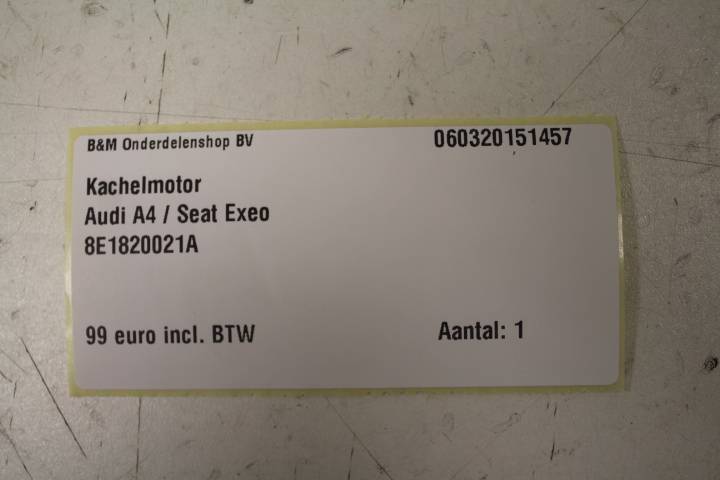 B&M Onderdelenshop BV 060320151457
Kachelmotor
Audi A4 / Seat Exeo
8E1820021A
99 euro incl. BTW Aantal: 1